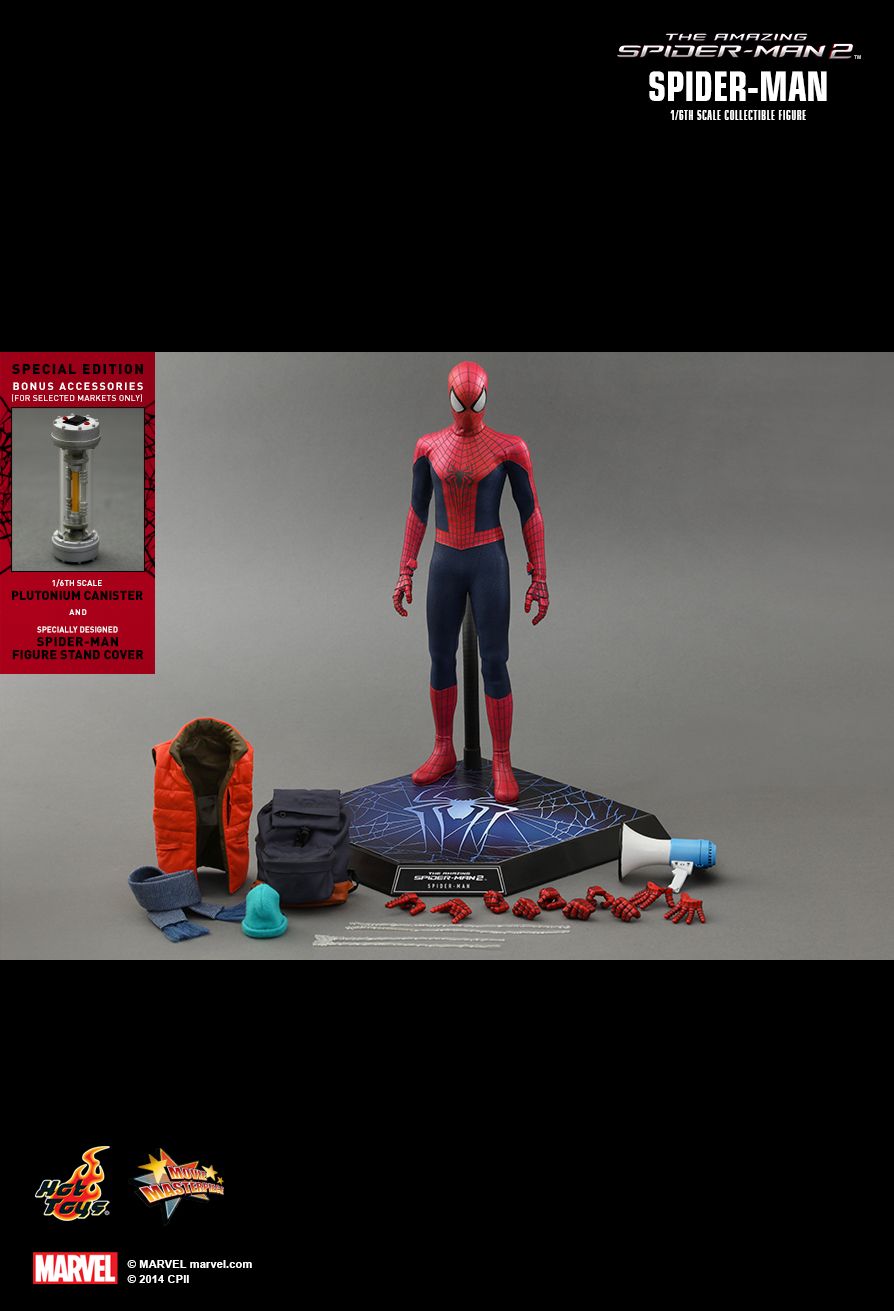 THE AMAZING
SPIDER-MAN 2™
SPIDER-MAN
1/6TH SCALE COLLECTIBLE FIGURE
SPECIAL EDITION
BONUS ACCESSORIES
(FOR SELECTED MARKETS ONLY)
1/6TH SCALE
PLUTONIUM CANISTER
AND
SPECIALLY DESIGNED
SPIDER-MAN
FIGURE STAND COVER
THE AMAZING
SPIDER-MAN 2
SPIDER-MAN
Hot
Toys®
MOVIE
MASTERPIECE
MARVEL
© MARVEL marvel.com
© 2014 CPII